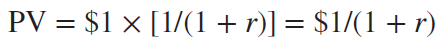 PV = $1 × [1/(1 + r)] = $1/(1 + r)